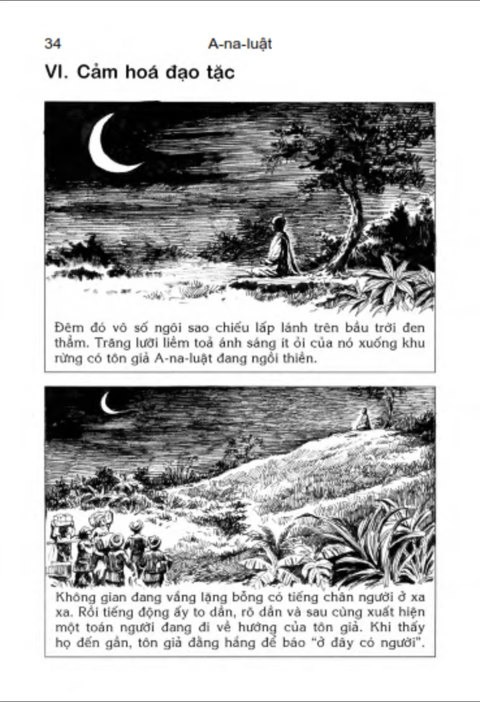 34
A-na-luật
VI. Cảm hoá đạo tặc
Đêm đó vô số ngôi sao chiếu lấp lánh trên bầu trời đen
thẳm. Trăng lưỡi liềm toả ánh sáng ít ỏi của nó xuống khu
rừng có tôn giả A-na-luật đang ngồi thiền.
Không gian đang vắng lặng bỗng có tiếng chân người ở xa
xa. Rồi tiếng động ấy to dần, rõ dần và sau cùng xuất hiện
một toán người đang đi về hướng của tôn giả. Khi thấy
họ đến gần, tôn giả đằng hắng để báo “ở đây có người”.